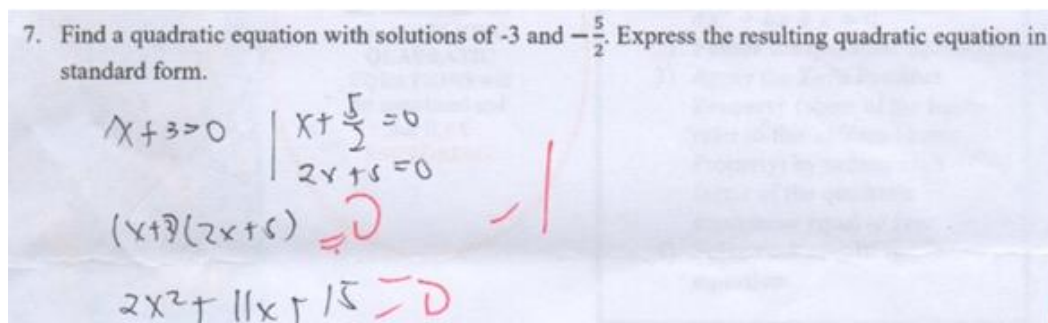 7. Find a quadratic equation with solutions of -3 and -5/2. Express the resulting quadratic equation in
standard form.
x+3=0 | x+5/2=0
2x+5=0
(x+3)(2x+5) =0 -1
2x²+11x+15=0